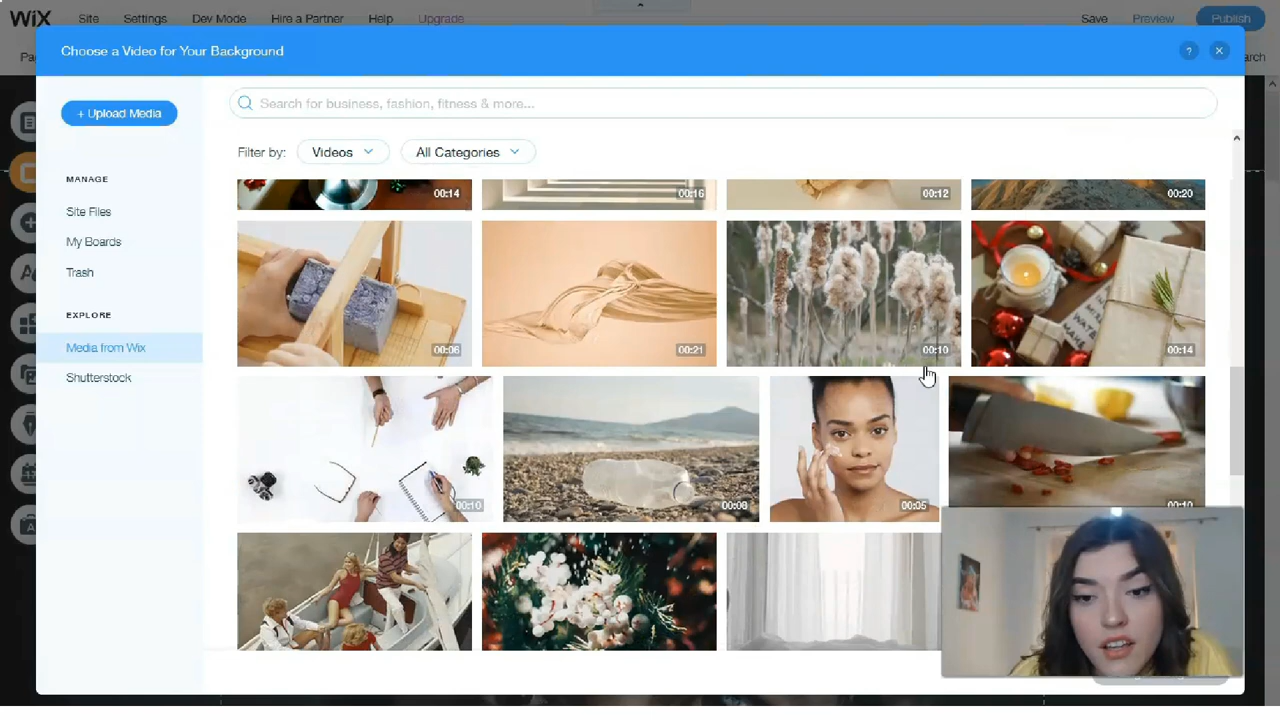 WiX Site Settings Dev Mode Hire a Partner Help Upgrade Save Preview Publish
Choose a Video for Your Background ?
+ Upload Media
Search for business, fashion, fitness & more...
Filter by: Videos All Categories
MANAGE
Site Files
My Boards
Trash
EXPLORE
Media from Wix
Shutterstock
00:14 00:16 00:12 00:20
00:06 00:21 00:10 00:14
00:10 00:08 00:05 00:10